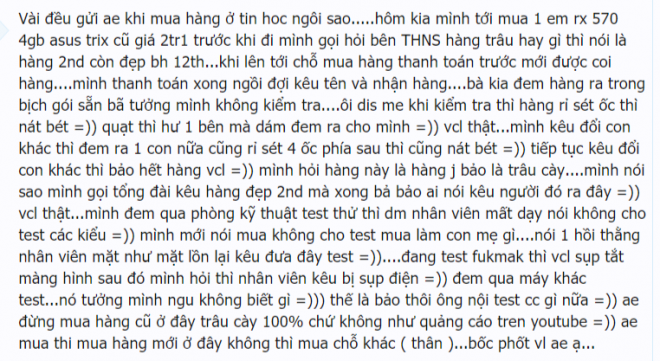 Vài đều gửi ae khi mua hàng ở tin hoc ngôi sao.....hôm kia mình tới mua 1 em rx 570
4gb asus trix cũ giá 2tr1 trước khi đi mình gọi hỏi bên THNS hàng trâu hay gì thì nói là
hàng 2nd còn đẹp bh 12th...khi lên tới chỗ mua hàng thanh toán trước mới được coi
hàng....mình thanh toán xong ngồi đợi kêu tên và nhận hàng....bà kia đem hàng ra trong
bịch gói sẵn bã tưởng mình không kiểm tra....ôi dis me khi kiểm tra thì hàng rỉ sét ốc thì
nát bét =)) quạt thì hư 1 bên mà dám đem ra cho mình =)) vcl thật...mình kêu đổi con
khác thì đem ra 1 con nữa cũng rỉ sét 4 ốc phía sau thì cũng nát bét =)) tiếp tục kêu đổi
con khác thì bảo hết hàng vcl =)) mình hỏi hàng này là hàng j bảo là trâu cày....mình nói
sao mình gọi tổng đài kêu hàng đẹp 2nd mà xong bả bảo ai nói kêu người đó ra đây =))
vcl thật...mình đem qua phòng kỹ thuật test thử thì dm nhân viên mất dạy nói không cho
test các kiểu =)) mình mới nói mua không cho test mua làm con mẹ gì....nói 1 hồi thằng
nhân viên mặt như mặt lồn lại kêu đưa đây test =))....đang test fukmak thì vcl sụp tắt
màng hình sau đó mình hỏi thì nhân viên kêu bị sụp điện =)) đem qua máy khác
test...nó tưởng mình ngu không biết gì =))) thế là bảo thôi ông nội test cc gì nữa =)) ae
đừng mua hàng cũ ở đây trâu cày 100% chứ không như quảng cáo tren youtube =)) ae
mua thi mua hàng mới ở đây không thì mua chỗ khác ( thân )...bốc phốt vl ae ạ...